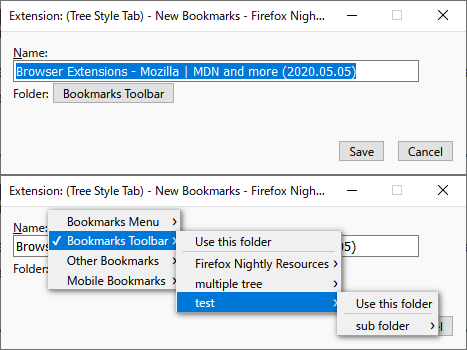 Extension: (Tree Style Tab) - New Bookmarks - Firefox Night...
Name:
Browser Extensions - Mozilla | MDN and more (2020.05.05)
Folder: Bookmarks Toolbar
Save Cancel
Extension: (Tree Style Tab) - New Bookmarks - Firefox Night...
Name:
Bookmarks Menu
Brows
✓ Bookmarks Toolbar
05)
Use this folder
Folder
Other Bookmarks
Firefox Nightly Resources
Mobile Bookmarks
multiple tree
test
Use this folder
sub folder